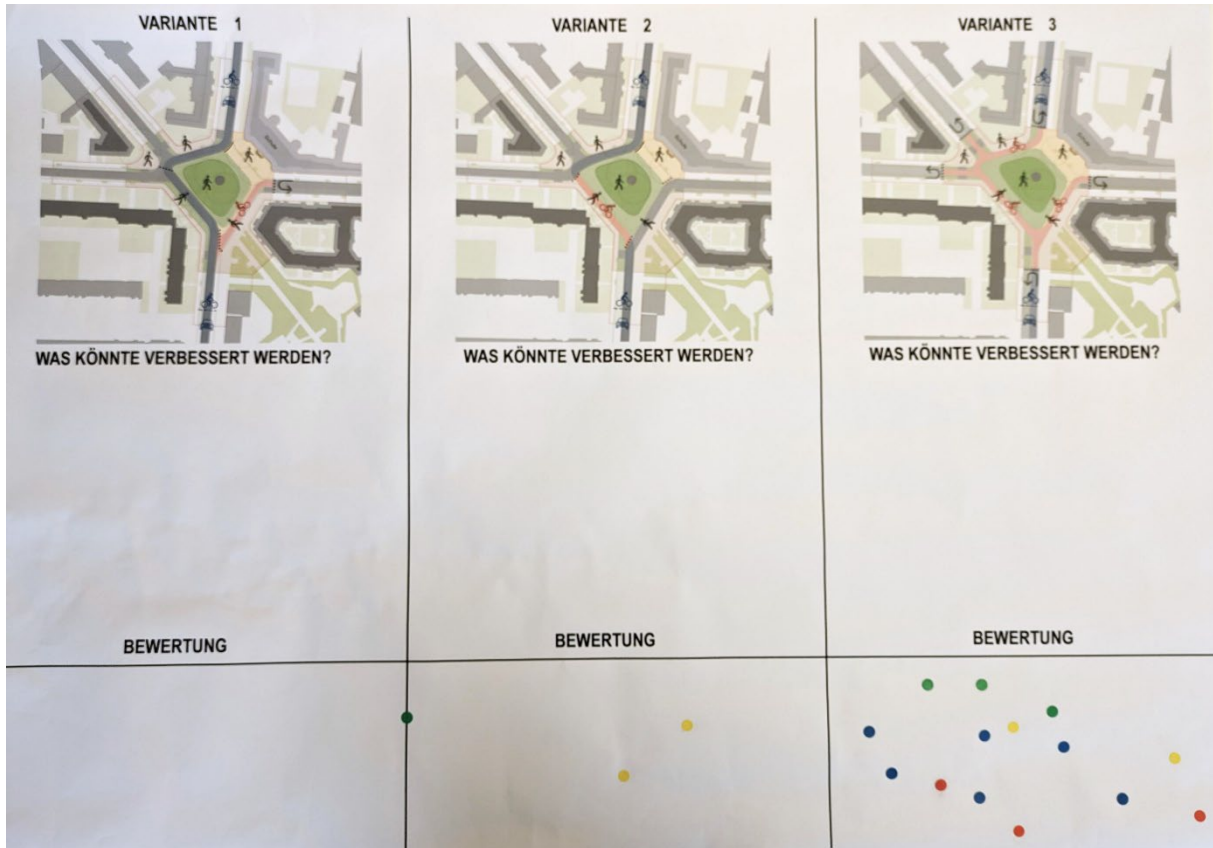 VARIANTE 1
WAS KÖNNTE VERBESSERT WERDEN?
BEWERTUNG
VARIANTE 2
WAS KÖNNTE VERBESSERT WERDEN?
BEWERTUNG
VARIANTE 3
WAS KÖNNTE VERBESSERT WERDEN?
BEWERTUNG